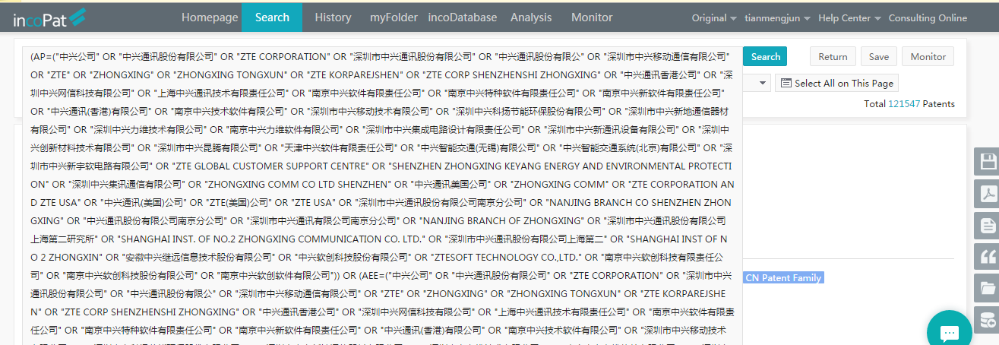 incoPat
Homepage Search History myFolder incoDatabase Analysis Monitor Original tianmengjun Help Center Consulting Online
(AP=("中兴公司" OR "中兴通讯股份有限公司" OR "ZTE CORPORATION" OR "深圳市中兴通讯股份有限公司" OR "中兴通讯股份有限公" OR "深圳市中兴移动通信有限公司"
OR "ZTE" OR "ZHONGXING" OR "ZHONGXING TONGXUN" OR "ZTE KORPAREJSHEN" OR "ZTE CORP SHENZHENSHI ZHONGXING" OR "中兴通讯香港公司" OR "深
圳中兴网信科技有限公司" OR "上海中兴通讯技术有限责任公司" OR "南京中兴软件有限责任公司" OR "南京中兴特种软件有限责任公司" OR "南京中兴新软件有限责任公司"
OR "中兴通讯(香港)有限公司" OR "南京中兴技术软件有限公司" OR "深圳市中兴移动技术有限公司" OR "深圳中兴科扬节能环保股份有限公司" OR "深圳市中兴新地通信器材
有限公司" OR "深圳中兴力维技术有限公司" OR "南京中兴力维软件有限公司" OR "深圳市中兴集成电路设计有限责任公司" OR "深圳市中兴新通讯设备有限公司" OR "深圳中
兴创新材料技术有限公司" OR "深圳市中兴昆腾有限公司" OR "天津中兴软件有限责任公司" OR "中兴智能交通(无锡)有限公司" OR "中兴智能交通系统(北京)有限公司" OR "深
圳市中兴新宇软电路有限公司" OR "ZTE GLOBAL CUSTOMER SUPPORT CENTRE" OR "SHENZHEN ZHONGXING KEYANG ENERGY AND ENVIRONMENTAL PROTECTI
ON" OR "深圳中兴集讯通信有限公司" OR "ZHONGXING COMM CO LTD SHENZHEN" OR "中兴通讯美国公司" OR "ZHONGXING COMM" OR "ZTE CORPORATION AN
D ZTE USA" OR "中兴通讯(美国)公司" OR "ZTE(美国)公司" OR "ZTE USA" OR "深圳市中兴通讯股份有限公司南京分公司" OR "NANJING BRANCH CO SHENZHEN ZHON
GXING" OR "中兴通讯股份有限公司南京分公司" OR "深圳市中兴通讯有限公司南京分公司" OR "NANJING BRANCH OF ZHONGXING" OR "深圳市中兴通讯股份有限公司
上海第二研究所" OR "SHANGHAI INST. OF NO.2 ZHONGXING COMMUNICATION CO. LTD." OR "深圳市中兴通讯股份有限公司上海第二" OR "SHANGHAI INST OF N
O 2 ZHONGXIN" OR "安徽中兴继远信息技术股份有限公司" OR "中兴软创科技股份有限公司" OR "ZTESOFT TECHNOLOGY CO.,LTD." OR "南京中兴软创科技有限责任公
司" OR "南京中兴软创科技股份有限公司" OR "南京中兴软创软件有限公司")) OR (AEE=("中兴公司" OR "中兴通讯股份有限公司" OR "ZTE CORPORATION" OR "深圳市中兴
通讯股份有限公司" OR "中兴通讯股份有限公" OR "深圳市中兴移动通信有限公司" OR "ZTE" OR "ZHONGXING" OR "ZHONGXING TONGXUN" OR "ZTE KORPAREJSHE
N" OR "ZTE CORP SHENZHENSHI ZHONGXING" OR "中兴通讯香港公司" OR "深圳中兴网信科技有限公司" OR "上海中兴通讯技术有限责任公司" OR "南京中兴软件有限责
任公司" OR "南京中兴特种软件有限责任公司" OR "南京中兴新软件有限责任公司" OR "中兴通讯(香港)有限公司" OR "南京中兴技术软件有限公司" OR "深圳市中兴移动技术
Search Return Save Monitor
Select All on This Page
Total 121547 Patents
CN Patent Family